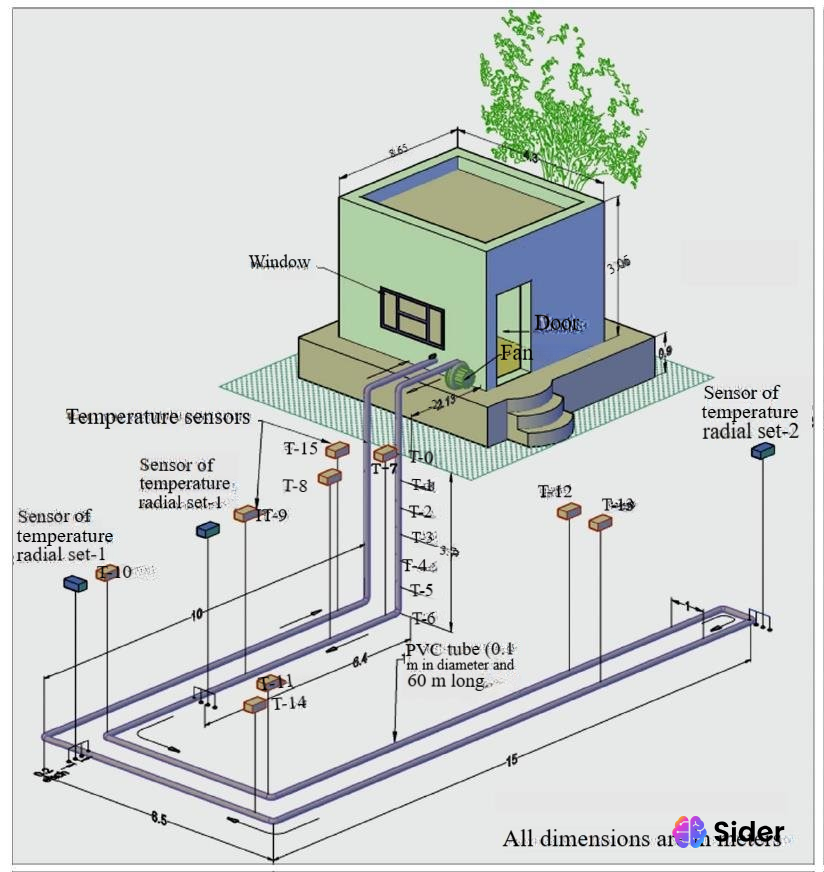 8.65
4.3
Window
3.06
Door
Fan
0.9
2.13
Sensor of
temperature
radial set-2
Temperature sensors
T-15
T-7
T-0
T-8
T-2
T-3
T-4
T-5
T-6
Sensor of
temperature
radial set-1
T-9
T-12
T-13
Sensor of
temperature
radial set-1
T-10
10
1
6.4
PVC tube (0.1
m in diameter and
60 m long
T-11
T-14
15
6.5
All dimensions are in meters
Sider